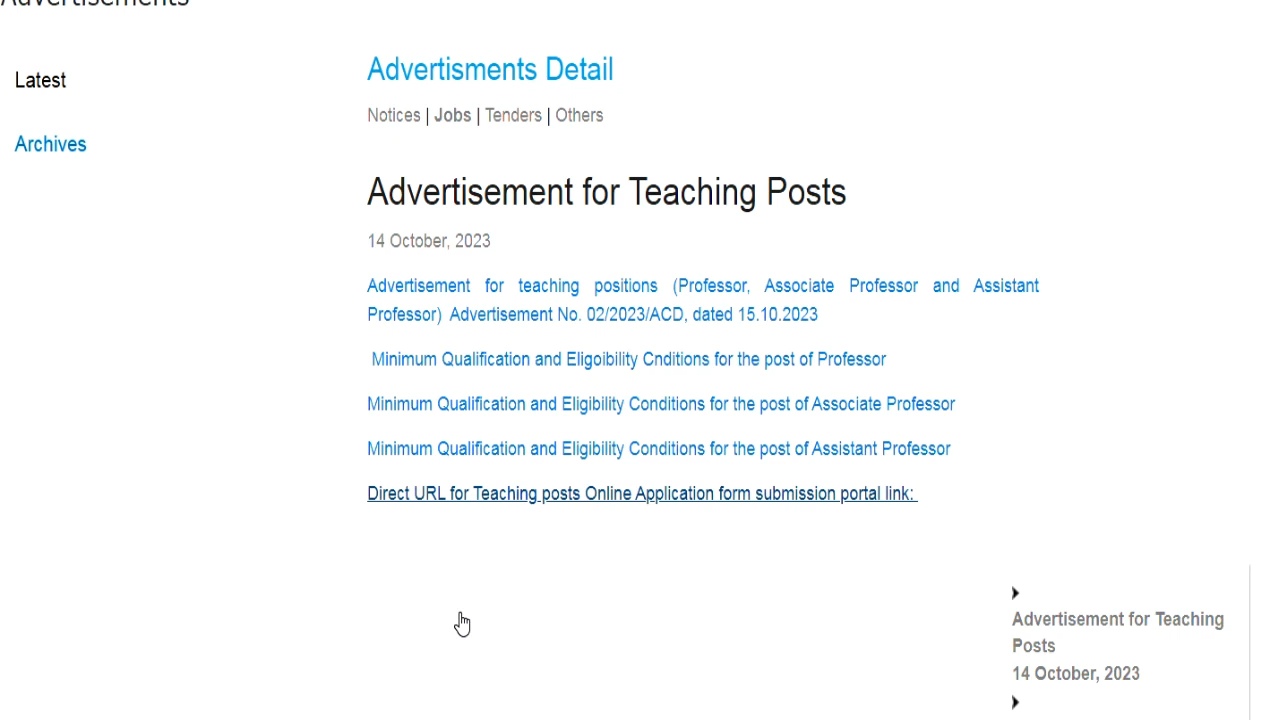 Advertisements
Latest
Archives
Advertisments Detail
Notices | Jobs | Tenders | Others
Advertisement for Teaching Posts
14 October, 2023
Advertisement for teaching positions (Professor, Associate Professor and Assistant
Professor) Advertisement No. 02/2023/ACD, dated 15.10.2023
Minimum Qualification and Eligoibility Cnditions for the post of Professor
Minimum Qualification and Eligibility Conditions for the post of Associate Professor
Minimum Qualification and Eligibility Conditions for the post of Assistant Professor
Direct URL for Teaching posts Online Application form submission portal link:
Advertisement for Teaching
Posts
14 October, 2023